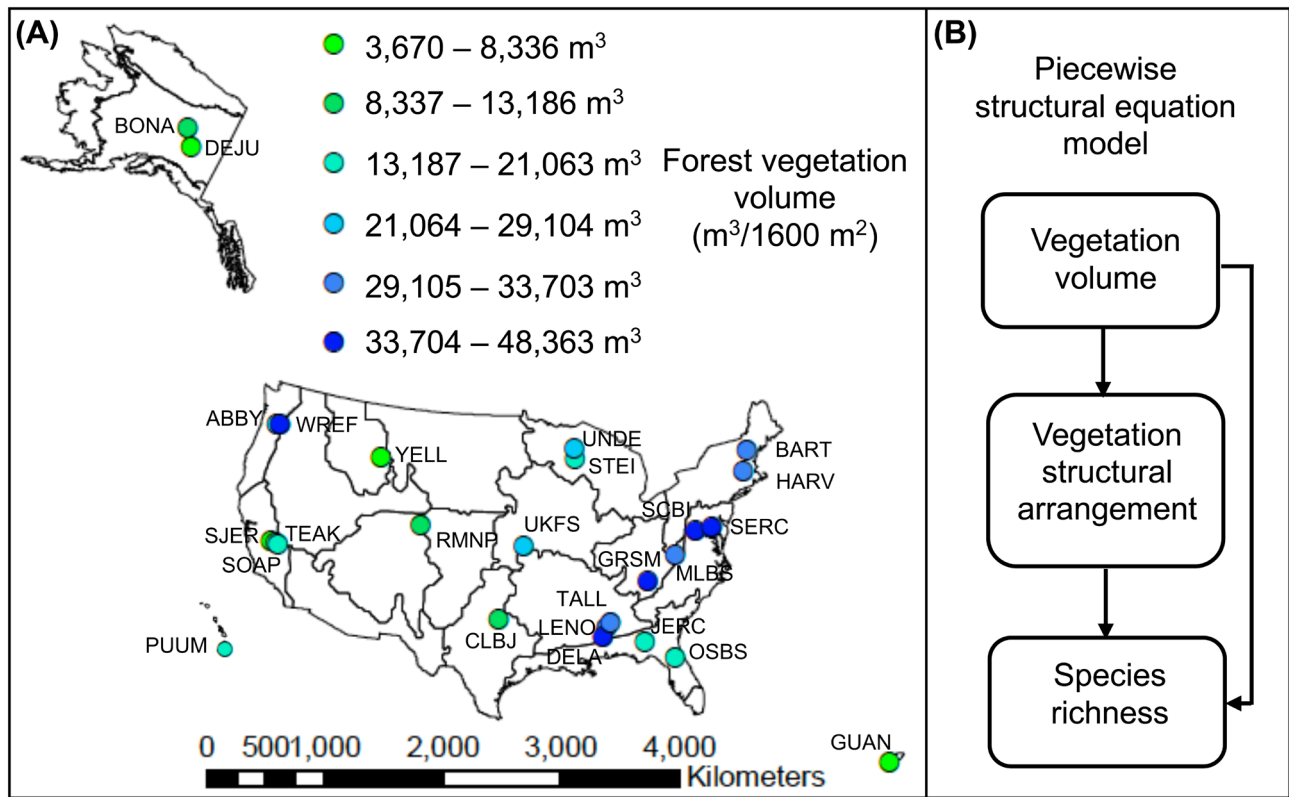 (A)
3,670 – 8,336 m³
8,337 – 13,186 m³
13,187 – 21,063 m³
21,064 – 29,104 m³
29,105 – 33,703 m³
33,704 – 48,363 m³
Forest vegetation
volume
(m³/1600 m²)
BONA
DEJU
ABBY
WREF
YELL
UNDE
STEI
BART
HARV
SJER
TEAK
SOAP
RMNP
UKFS
SCBI
SERC
GRSM
MLBS
TALL
LENO
JERC
CLBJ
DELA
OSBS
PUUM
GUAN
0 500 1,000 2,000 3,000 4,000
Kilometers
(B)
Piecewise
structural equation
model
Vegetation
volume
Vegetation
structural
arrangement
Species
richness